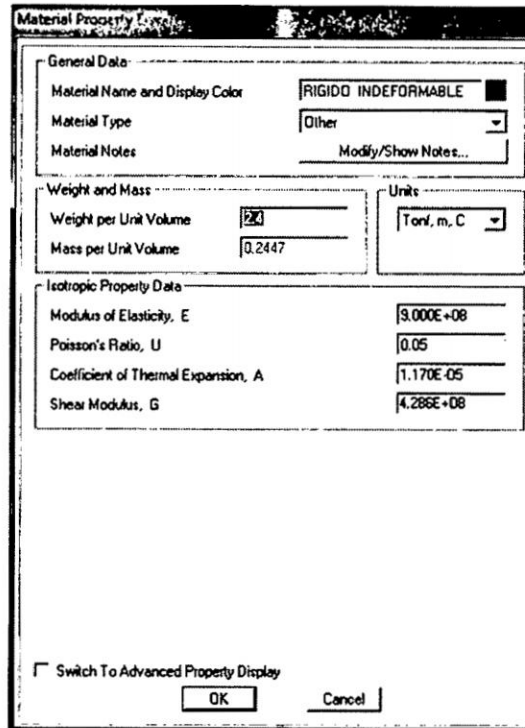 Material Property
General Data
Material Name and Display Color RIGIDO INDEFORMABLE
Material Type Other
Material Notes Modify/Show Notes...
Weight and Mass Units
Weight per Unit Volume 2.4 Tonf, m, C
Mass per Unit Volume 0.2447
Isotropic Property Data
Modulus of Elasticity, E 9.000E+08
Poisson's Ratio, U 0.05
Coefficient of Thermal Expansion, A 1.170E-05
Shear Modulus, G 4.286E+08
Switch To Advanced Property Display
OK Cancel